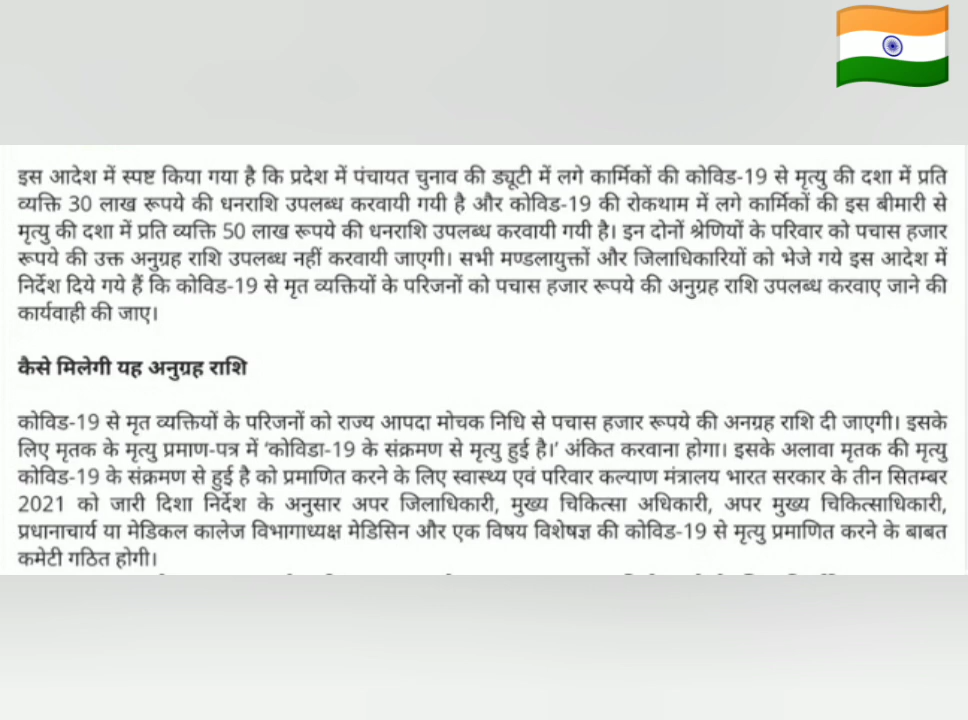 इस आदेश में स्पष्ट किया गया है कि प्रदेश में पंचायत चुनाव की ड्यूटी में लगे कार्मिकों की कोविड-19 से मृत्यु की दशा में प्रति
व्यक्ति 30 लाख रूपये की धनराशि उपलब्ध करवायी गयी है और कोविड-19 की रोकथाम में लगे कार्मिकों की इस बीमारी से
मृत्यु की दशा में प्रति व्यक्ति 50 लाख रूपये की धनराशि उपलब्ध करवायी गयी है। इन दोनों श्रेणियों के परिवार को पचास हजार
रूपये की उक्त अनुग्रह राशि उपलब्ध नहीं करवायी जाएगी। सभी मण्डलायुक्तों और जिलाधिकारियों को भेजे गये इस आदेश में
निर्देश दिये गये हैं कि कोविड-19 से मृत व्यक्तियों के परिजनों को पचास हजार रूपये की अनुग्रह राशि उपलब्ध करवाए जाने की
कार्यवाही की जाए।
कैसे मिलेगी यह अनुग्रह राशि
कोविड-19 से मृत व्यक्तियों के परिजनों को राज्य आपदा मोचक निधि से पचास हजार रूपये की अनग्रह राशि दी जाएगी। इसके
लिए मृतक के मृत्यु प्रमाण-पत्र में ‘कोविडा-19 के संक्रमण से मृत्यु हुई है।’ अंकित करवाना होगा। इसके अलावा मृतक की मृत्यु
कोविड-19 के संक्रमण से हुई है को प्रमाणित करने के लिए स्वास्थ्य एवं परिवार कल्याण मंत्रालय भारत सरकार के तीन सितम्बर
2021 को जारी दिशा निर्देश के अनुसार अपर जिलाधिकारी, मुख्य चिकित्सा अधिकारी, अपर मुख्य चिकित्साधिकारी,
प्रधानाचार्य या मेडिकल कालेज विभागाध्यक्ष मेडिसिन और एक विषय विशेषज्ञ की कोविड-19 से मृत्यु प्रमाणित करने के बाबत
कमेटी गठित होगी।